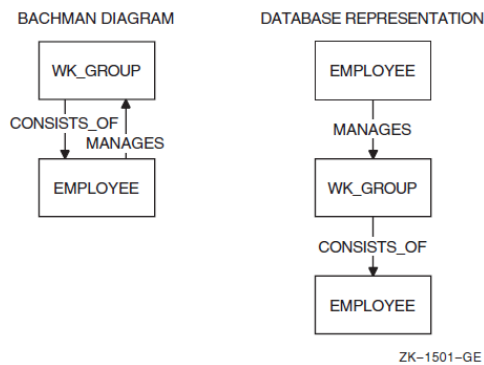 BACHMAN DIAGRAM
WK_GROUP
CONSISTS_OF
MANAGES
EMPLOYEE
DATABASE REPRESENTATION
EMPLOYEE
MANAGES
WK_GROUP
CONSISTS_OF
EMPLOYEE
ZK–1501–GE